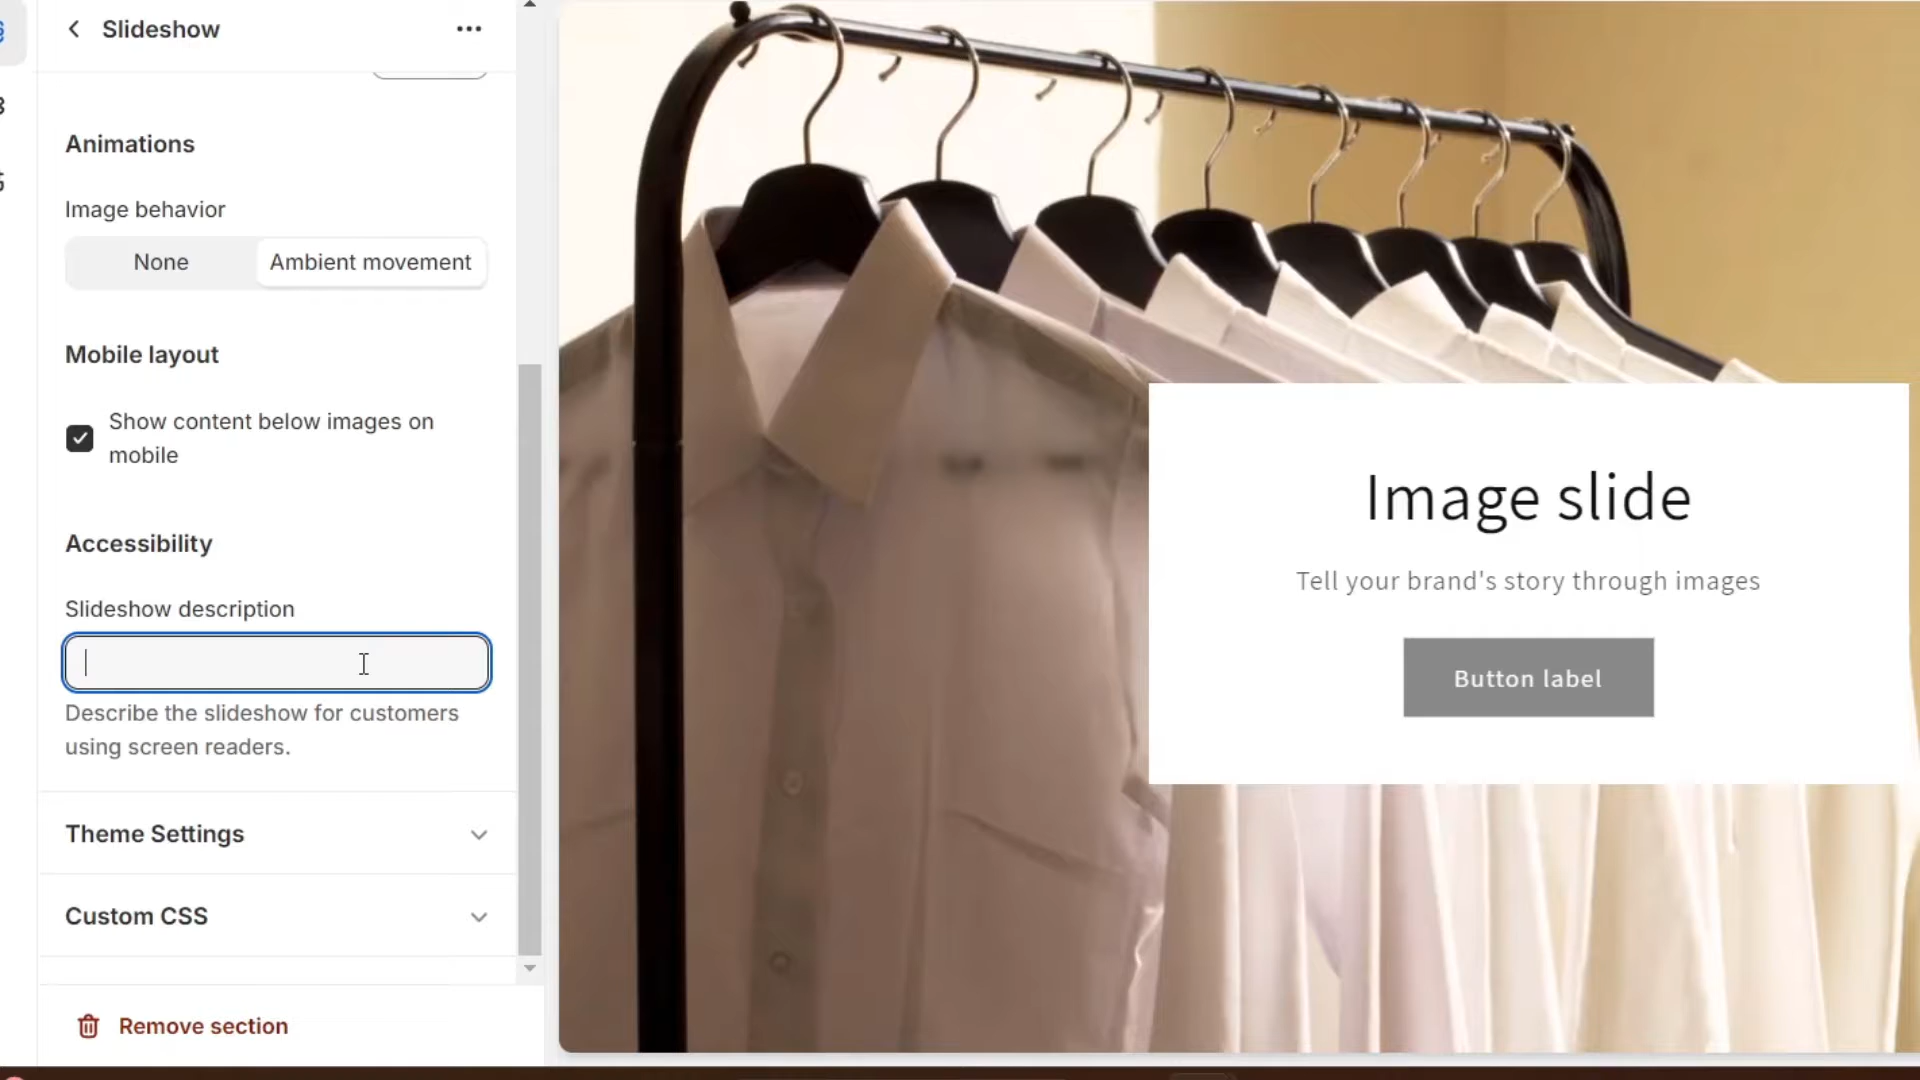 Slideshow
Animations
Image behavior
None
Ambient movement
Mobile layout
Show content below images on
mobile
Accessibility
Slideshow description
Describe the slideshow for customers
using screen readers.
Theme Settings
Custom CSS
Remove section
Image slide
Tell your brand's story through images
Button label